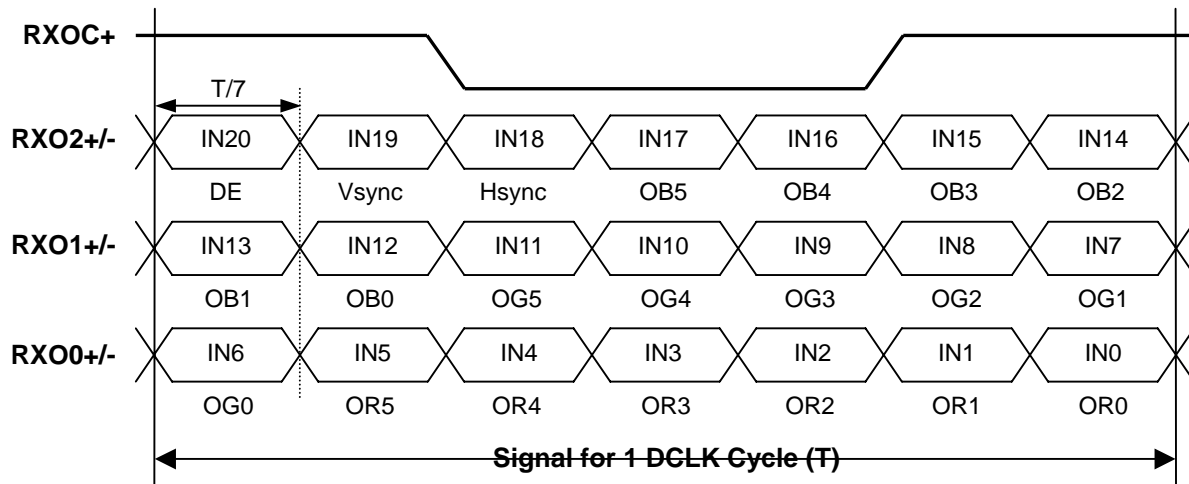 RXOC+
T/7
RXO2+/- IN20 IN19 IN18 IN17 IN16 IN15 IN14
DE Vsync Hsync OB5 OB4 OB3 OB2
RXO1+/- IN13 IN12 IN11 IN10 IN9 IN8 IN7
OB1 OB0 OG5 OG4 OG3 OG2 OG1
RXO0+/- IN6 IN5 IN4 IN3 IN2 IN1 IN0
OG0 OR5 OR4 OR3 OR2 OR1 OR0
Signal for 1 DCLK Cycle (T)